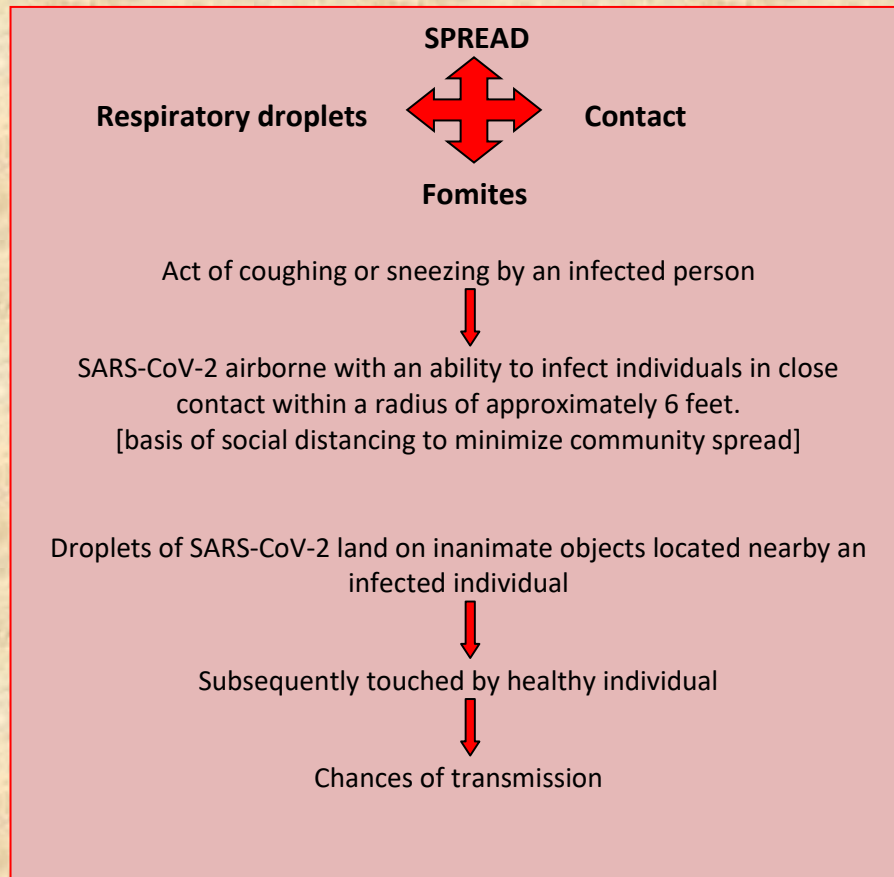 SPREAD
Respiratory droplets
Contact
Fomites
Act of coughing or sneezing by an infected person
SARS-CoV-2 airborne with an ability to infect individuals in close
contact within a radius of approximately 6 feet.
[basis of social distancing to minimize community spread]
Droplets of SARS-CoV-2 land on inanimate objects located nearby an
infected individual
Subsequently touched by healthy individual
Chances of transmission